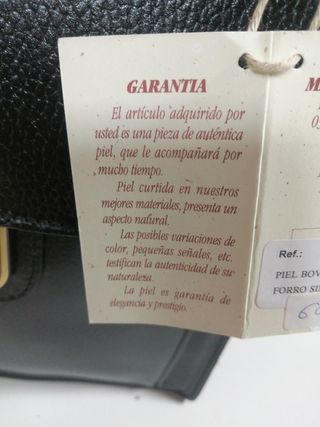 GARANTIA
El artículo adquirido por
usted es una pieza de auténtica
piel, que le acompañará por
mucho tiempo.
Piel curtida en nuestros
mejores materiales, presenta un
aspecto natural.
Las posibles variaciones de
color, pequeñas señales, etc.
testifican la autenticidad de su
naturaleza.
La piel es garantía de
elegancia y prestigio.
Ref.:
PIEL BOV
FORRO